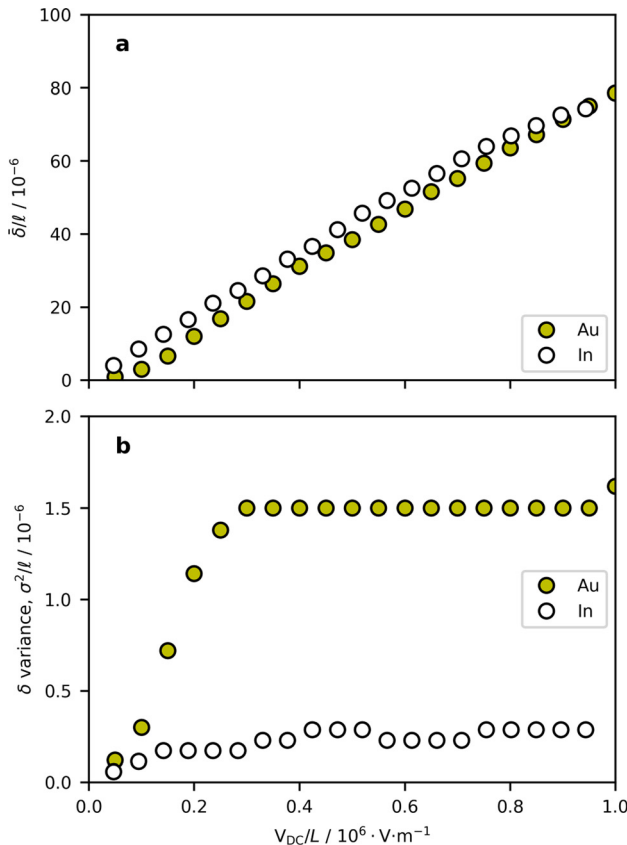 a
100
80
60
40
20
0
δ̄/ℓ / 10⁻⁶
Au
In
b
2.0
1.5
1.0
0.5
0.0
δ variance, σ²/ℓ / 10⁻⁶
Au
In
0.0 0.2 0.4 0.6 0.8 1.0
V_DC/L / 10⁶ · V·m⁻¹